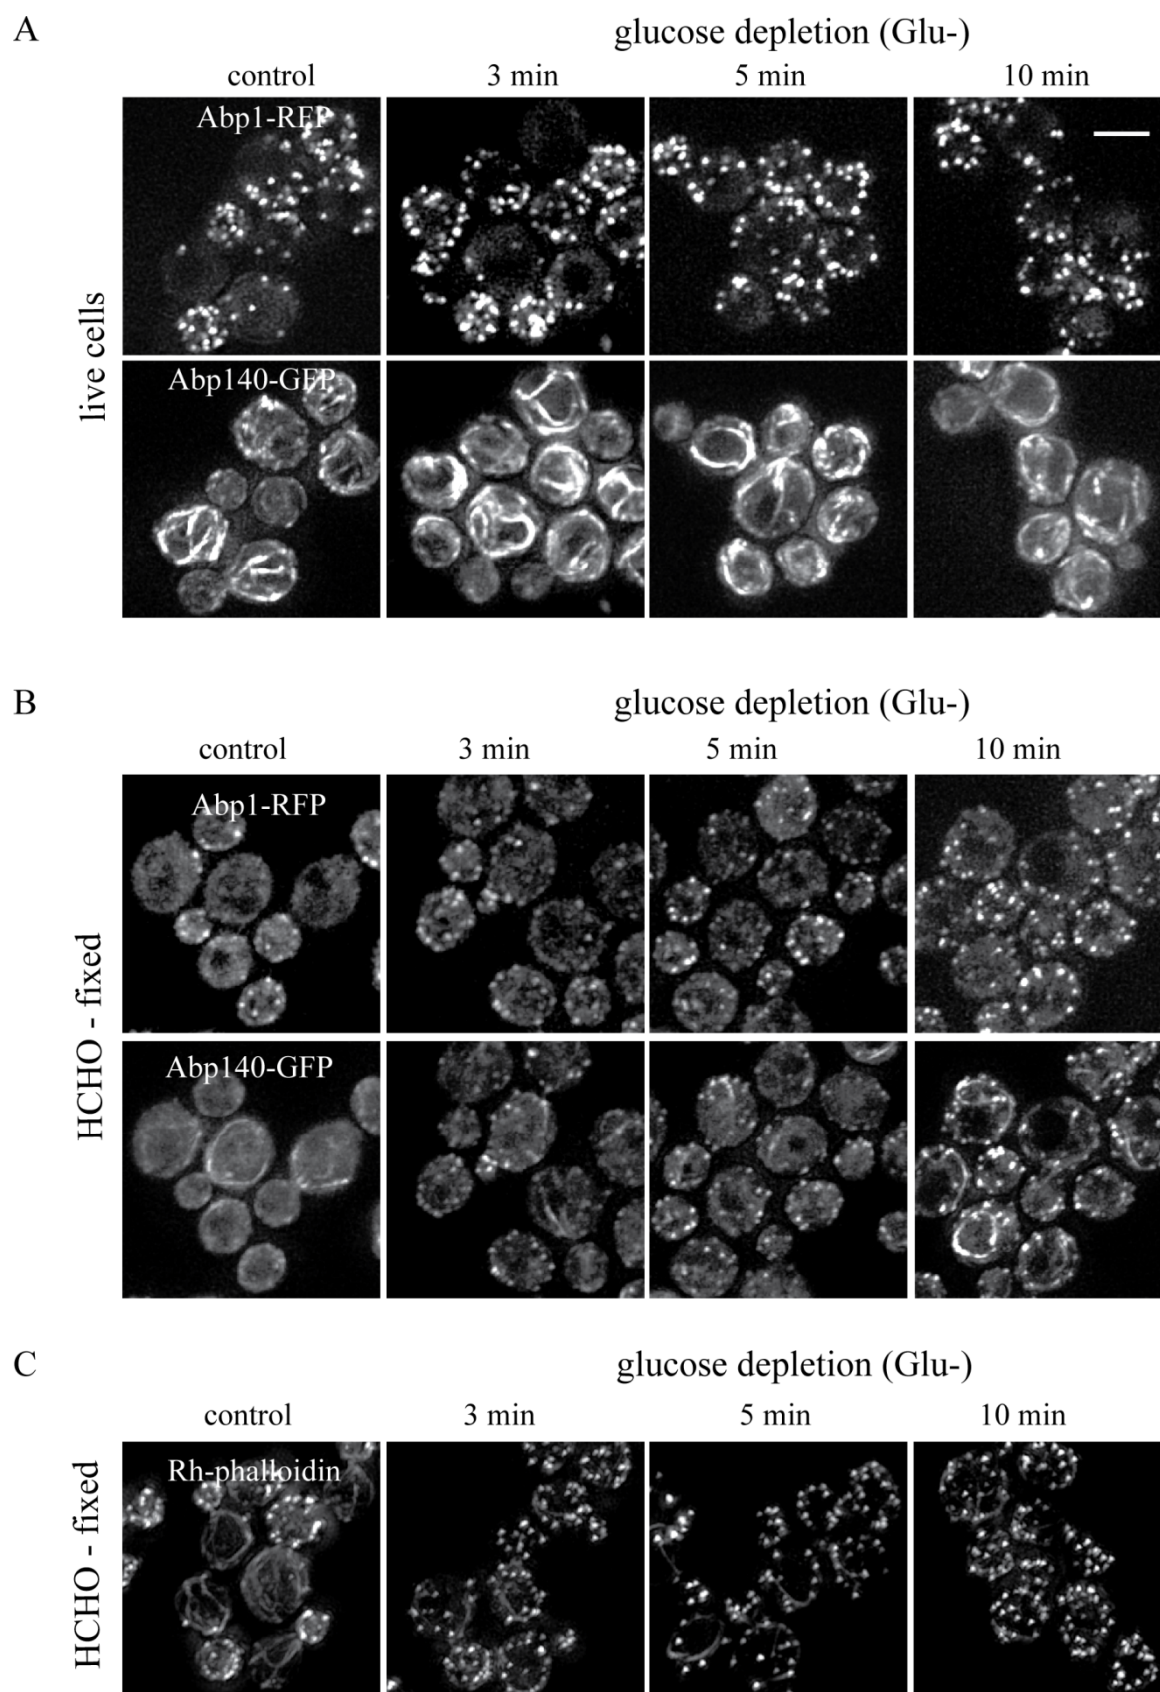 A
glucose depletion (Glu-)
control 3 min 5 min 10 min
live cells
Abp1-RFP
Abp140-GFP
B
glucose depletion (Glu-)
control 3 min 5 min 10 min
HCHO - fixed
Abp1-RFP
Abp140-GFP
C
glucose depletion (Glu-)
control 3 min 5 min 10 min
HCHO - fixed
Rh-phalloidin